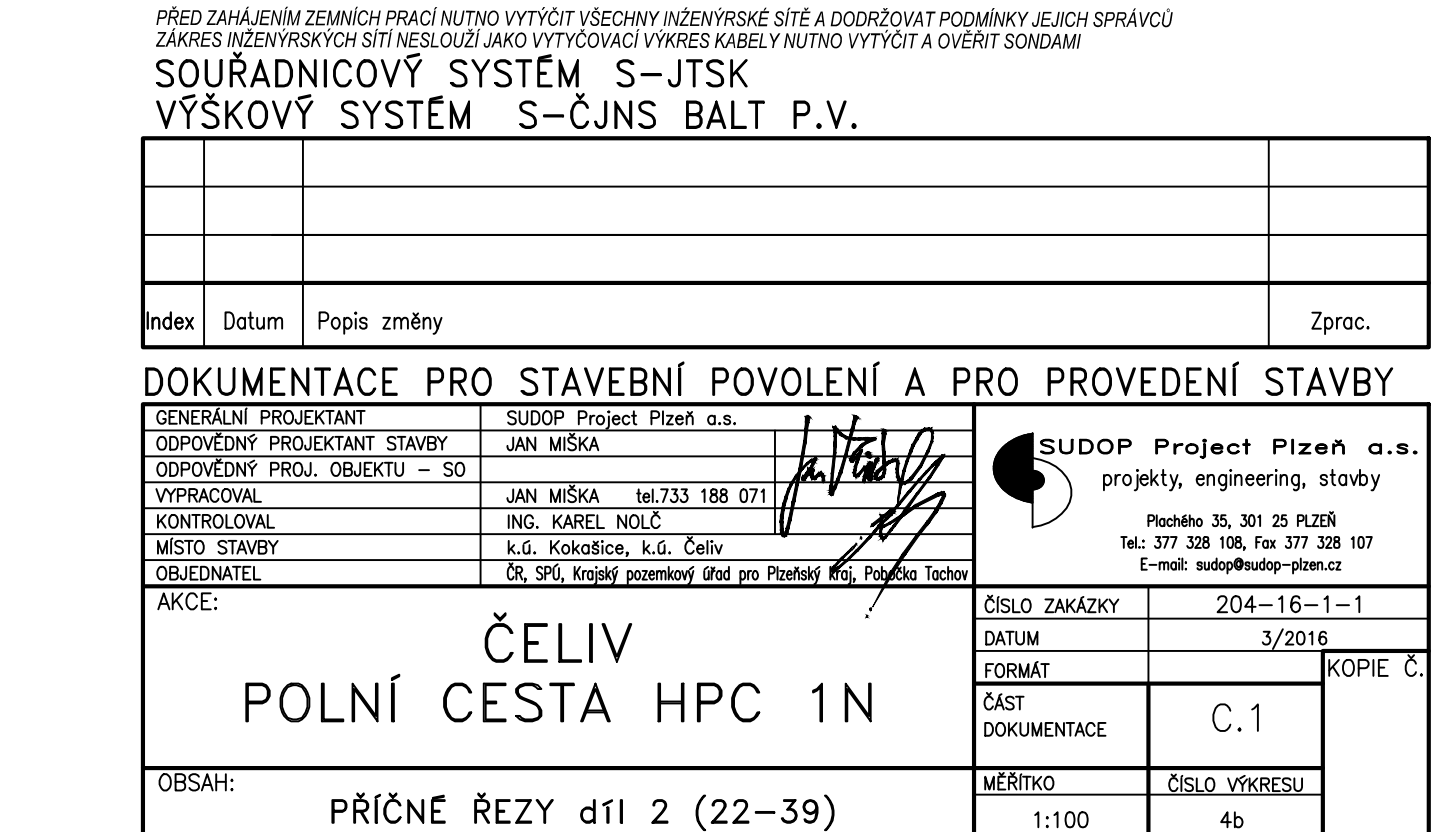 PŘED ZAHÁJENÍM ZEMNÍCH PRACÍ NUTNO VYTÝČIT VŠECHNY INŽENÝRSKÉ SÍTĚ A DODRŽOVAT PODMÍNKY JEJICH SPRÁVCŮ
ZÁKRES INŽENÝRSKÝCH SÍTÍ NESLOUŽÍ JAKO VYTYČOVACÍ VÝKRES KABELY NUTNO VYTÝČIT A OVĚŘIT SONDAMI
SOUŘADNICOVÝ SYSTÉM S-JTSK
VÝŠKOVÝ SYSTÉM S-ČJNS BALT P.V.
Index Datum Popis změny Zprac.
DOKUMENTACE PRO STAVEBNÍ POVOLENÍ A PRO PROVEDENÍ STAVBY
GENERÁLNÍ PROJEKTANT SUDOP Project Plzeň a.s.
ODPOVĚDNÝ PROJEKTANT STAVBY JAN MIŠKA
ODPOVĚDNÝ PROJ. OBJEKTU - SO
VYPRACOVAL JAN MIŠKA tel.733 188 071
KONTROLOVAL ING. KAREL NOLČ
MÍSTO STAVBY k.ú. Kokašice, k.ú. Čeliv
OBJEDNATEL ČR, SPÚ, Krajský pozemkový úřad pro Plzeňský kraj, Pobočka Tachov
SUDOP Project Plzeň a.s.
projekty, engineering, stavby
Plachého 35, 301 25 PLZEŇ
Tel.: 377 328 108, Fax 377 328 107
E-mail: sudop@sudop-plzen.cz
AKCE:
ČELIV
POLNÍ CESTA HPC 1N
ČÍSLO ZAKÁZKY 204-16-1-1
DATUM 3/2016
FORMÁT
KOPIE Č.
ČÁST
DOKUMENTACE
C.1
OBSAH:
PŘÍČNÉ ŘEZY díl 2 (22-39)
MĚŘÍTKO ČÍSLO VÝKRESU
1:100 4b